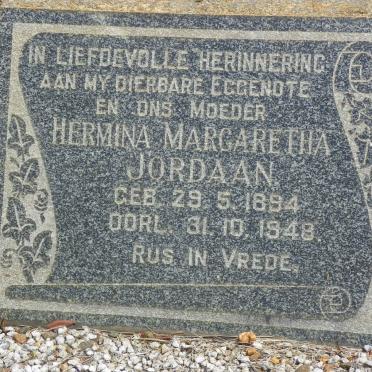 IN LIEFDEVOLLE HERINNERING
AAN MY DIERBARE EGGENOTE
EN ONS MOEDER
HERMINA MARGARETHA
JORDAAN
GEB. 29. 5. 1894.
OORL. 31. 10. 1948.
RUS IN VREDE.